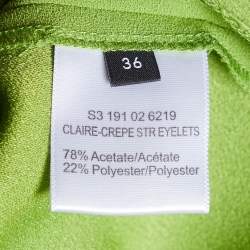 36
S3 191 02 6219
CLAIRE-CREPE STR EYELETS
78% Acetate/Acétate
22% Polyester/Polyester